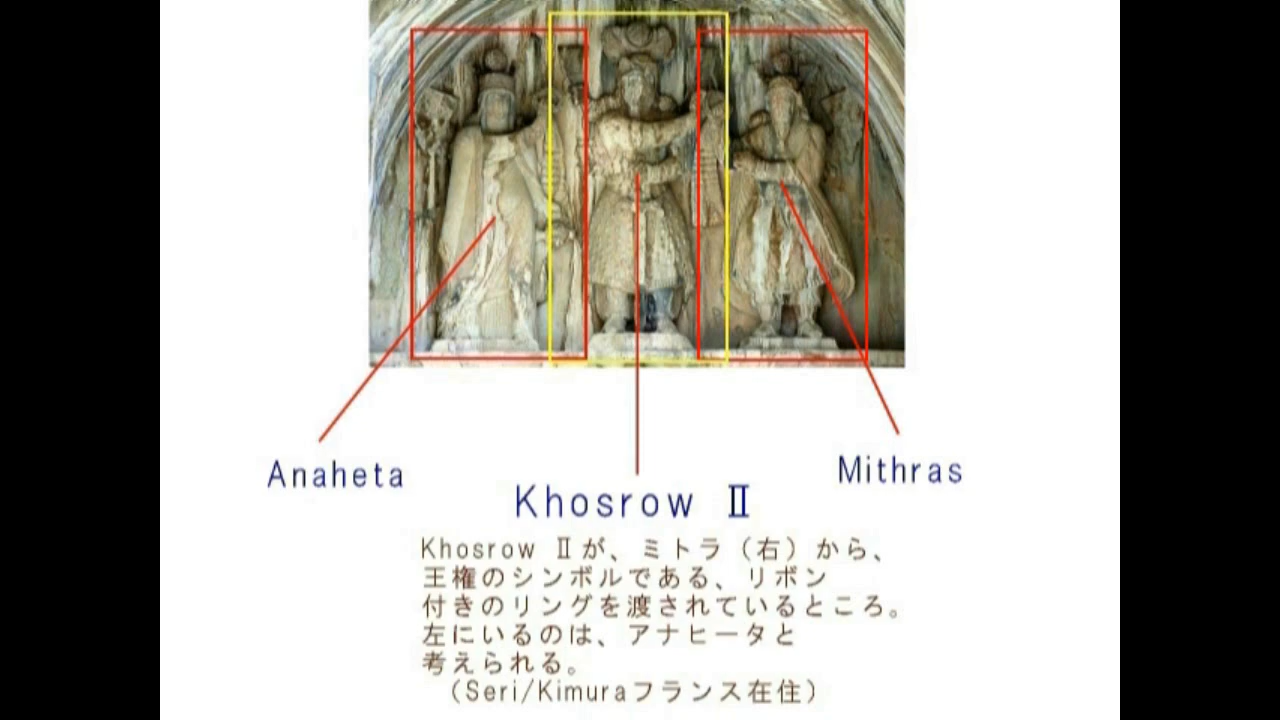 Anaheta
Mithras
Khosrow Ⅱ
Khosrow Ⅱが、ミトラ（右）から、
王権のシンボルである、リボン
付きのリングを渡されているところ。
左にいるのは、アナヒータと
考えられる。
（Seri/Kimuraフランス在住）